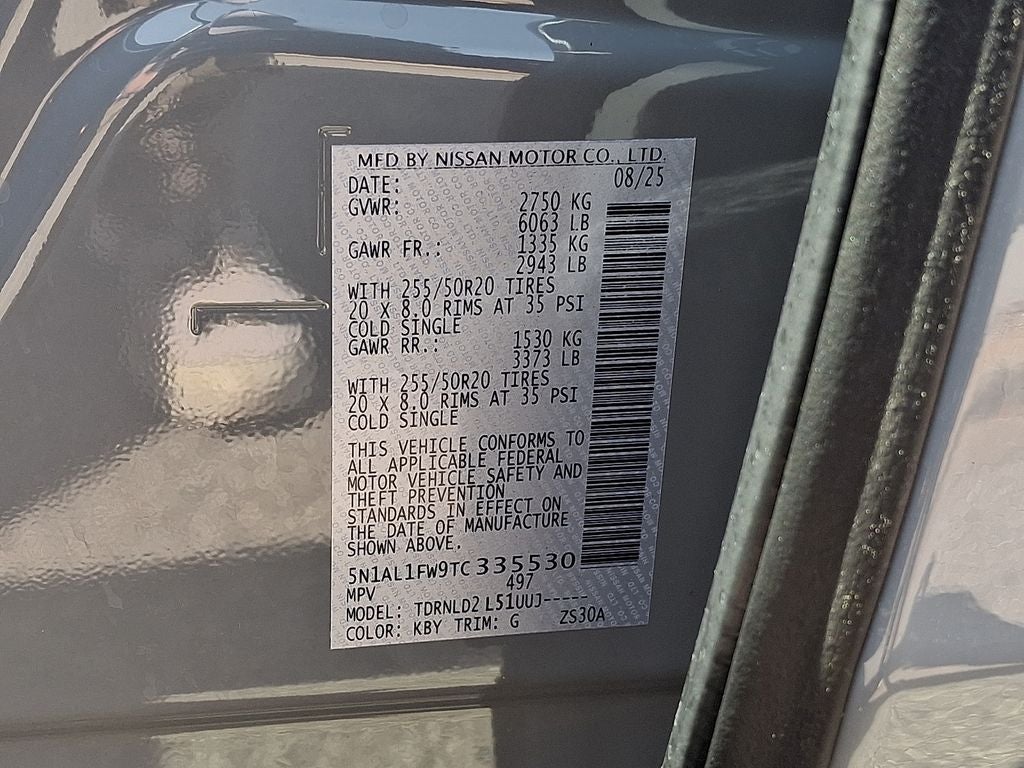 MFD BY NISSAN MOTOR CO., LTD.
DATE: 08/25
GVWR: 2750 KG
6063 LB
GAWR FR.: 1335 KG
2943 LB
WITH 255/50R20 TIRES
20 X 8.0 RIMS AT 35 PSI
COLD SINGLE
GAWR RR.: 1530 KG
3373 LB
WITH 255/50R20 TIRES
20 X 8.0 RIMS AT 35 PSI
COLD SINGLE
THIS VEHICLE CONFORMS TO
ALL APPLICABLE FEDERAL
MOTOR VEHICLE SAFETY AND
THEFT PREVENTION
STANDARDS IN EFFECT ON
THE DATE OF MANUFACTURE
SHOWN ABOVE.
5N1AL1FW9TC335530
MPV 497
MODEL: TDRNLD2 L51UUJ-----
COLOR: KBY TRIM: G ZS30A